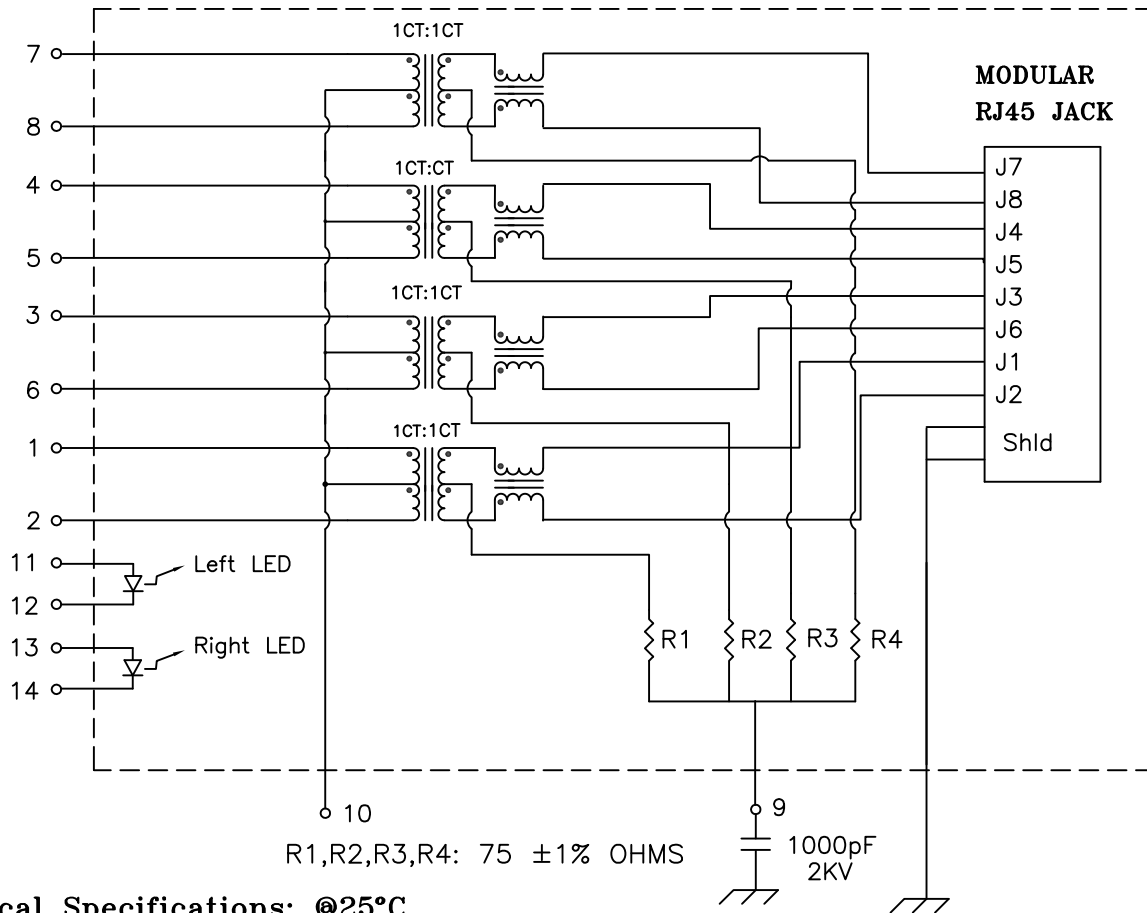 1CT:1CT
7
8
MODULAR
RJ45 JACK
1CT:CT
4
5
1CT:1CT
3
6
1CT:1CT
1
2
J7
J8
J4
J5
J3
J6
J1
J2
Shld
11
12
Left LED
13
14
Right LED
R1
R2
R3
R4
10
9
R1,R2,R3,R4: 75 ±1% OHMS
1000pF
2KV
cal Specifications: @25°C